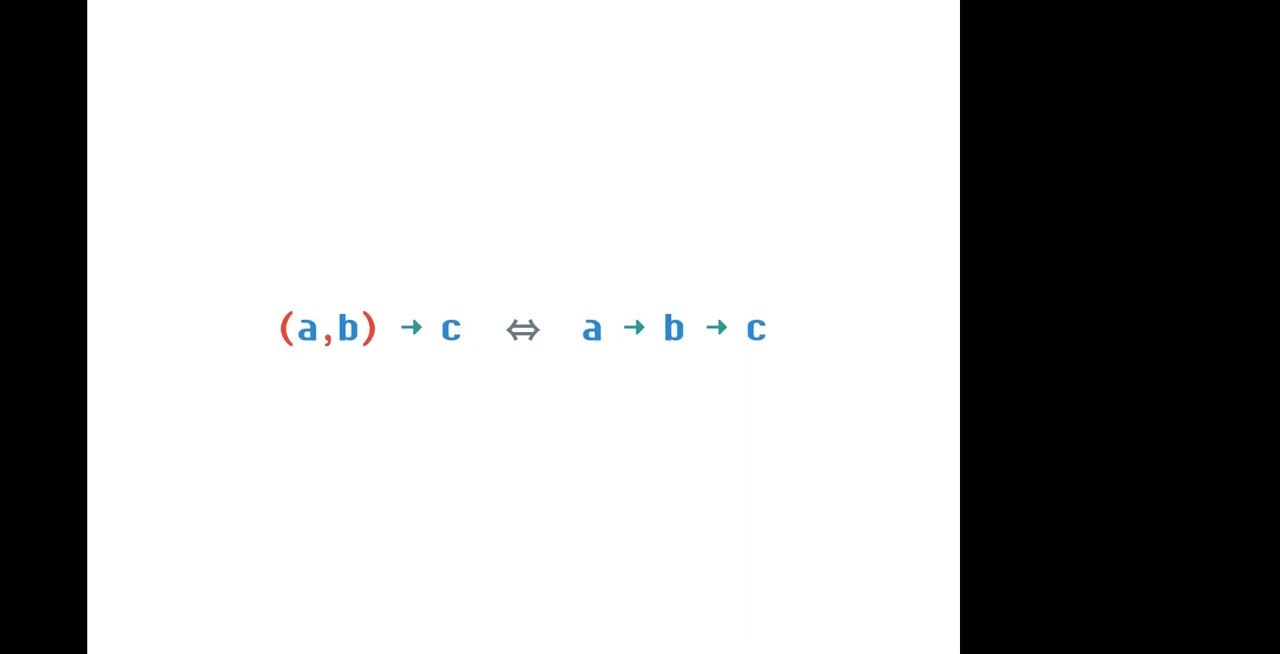 (a,b) → c ⇔ a → b → c